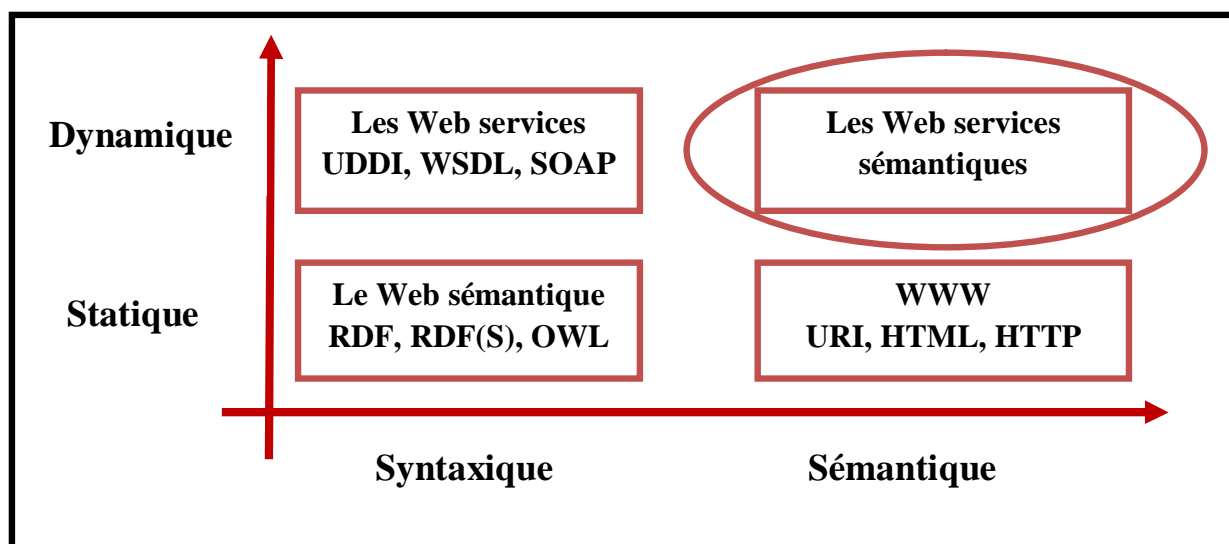 Dynamique
Les Web services
UDDI, WSDL, SOAP
Les Web services
sémantiques
Statique
Le Web sémantique
RDF, RDF(S), OWL
WWW
URI, HTML, HTTP
Syntaxique
Sémantique